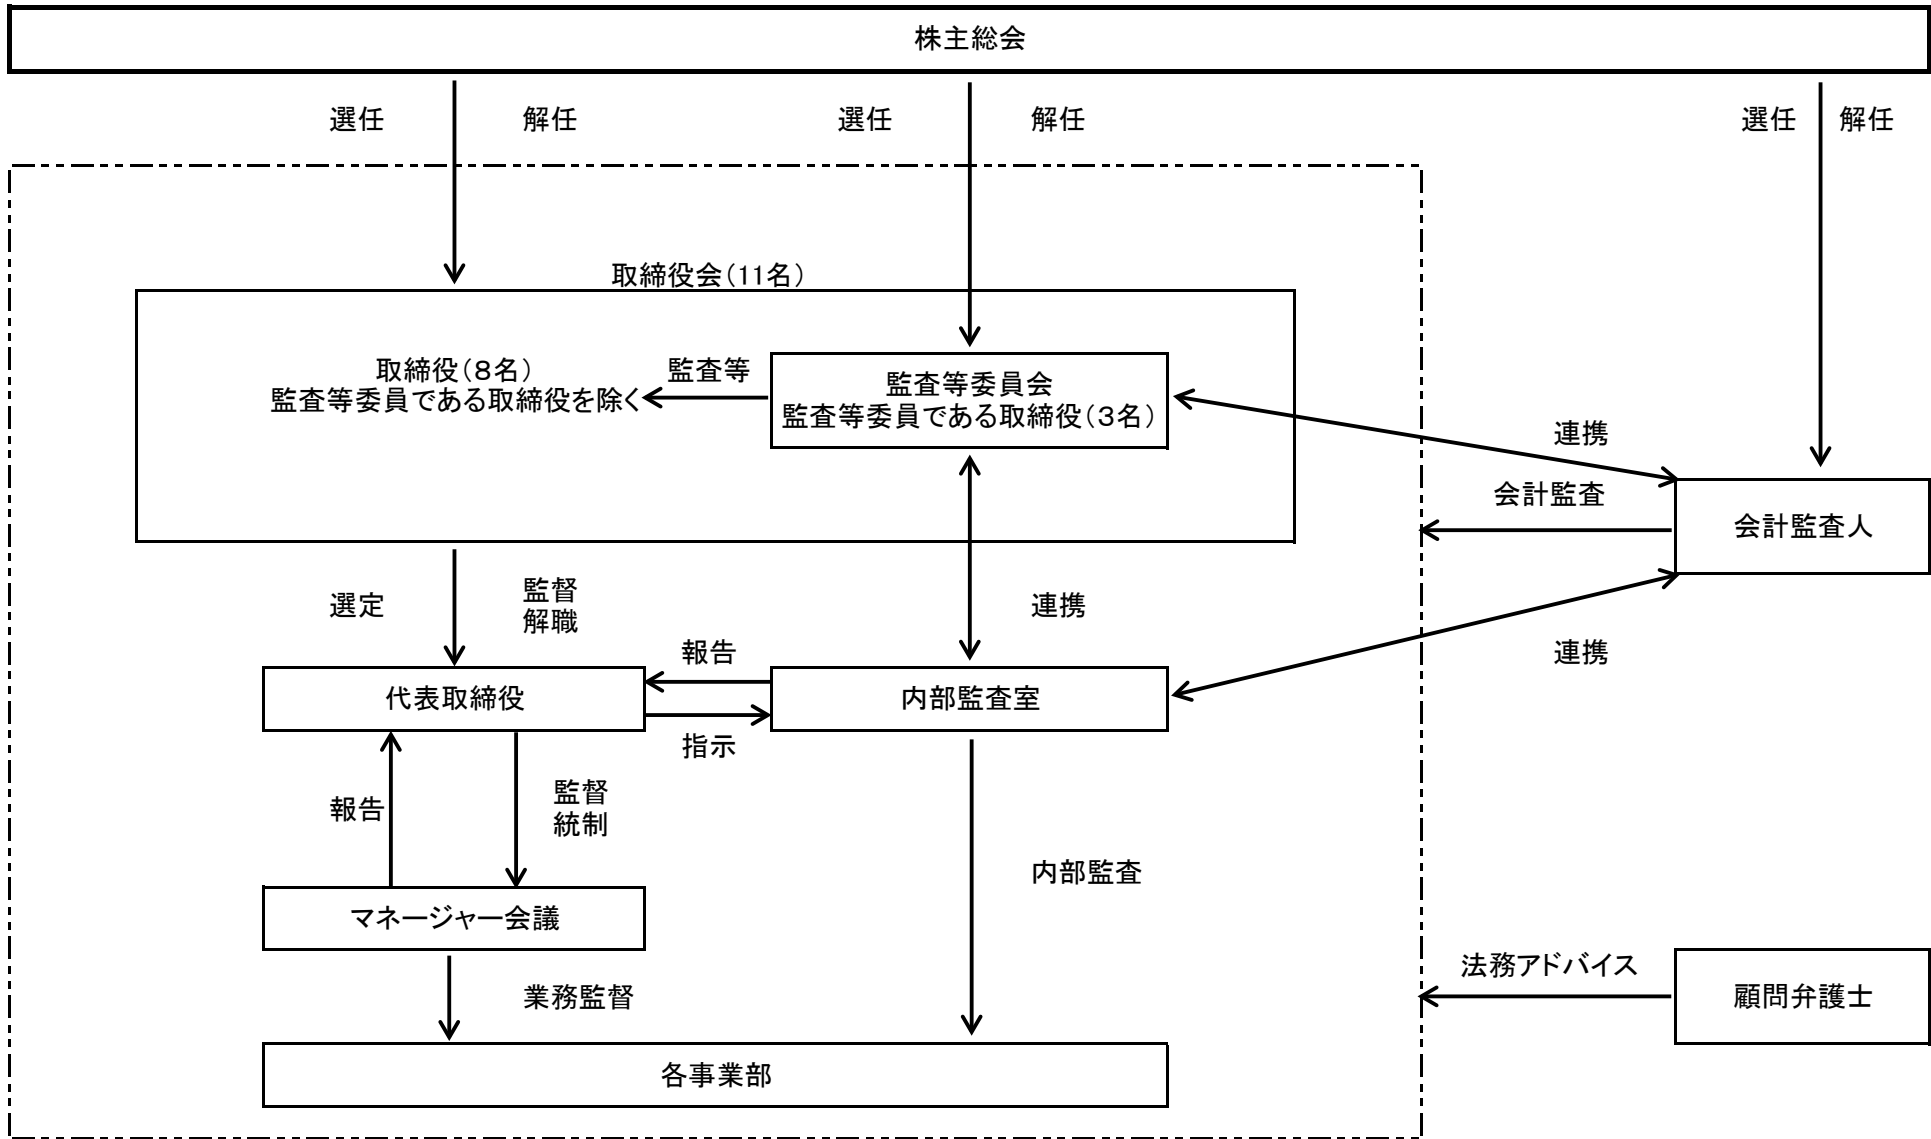 株主総会
選任
解任
選任
解任
選任
解任
取締役会(11名)
取締役(8名)
監査等委員である取締役を除く
監査等
監査等委員会
監査等委員である取締役(3名)
連携
会計監査
会計監査人
選定
監督
解職
連携
連携
報告
代表取締役
内部監査室
指示
報告
監督
統制
内部監査
マネージャー会議
業務監督
法務アドバイス
顧問弁護士
各事業部